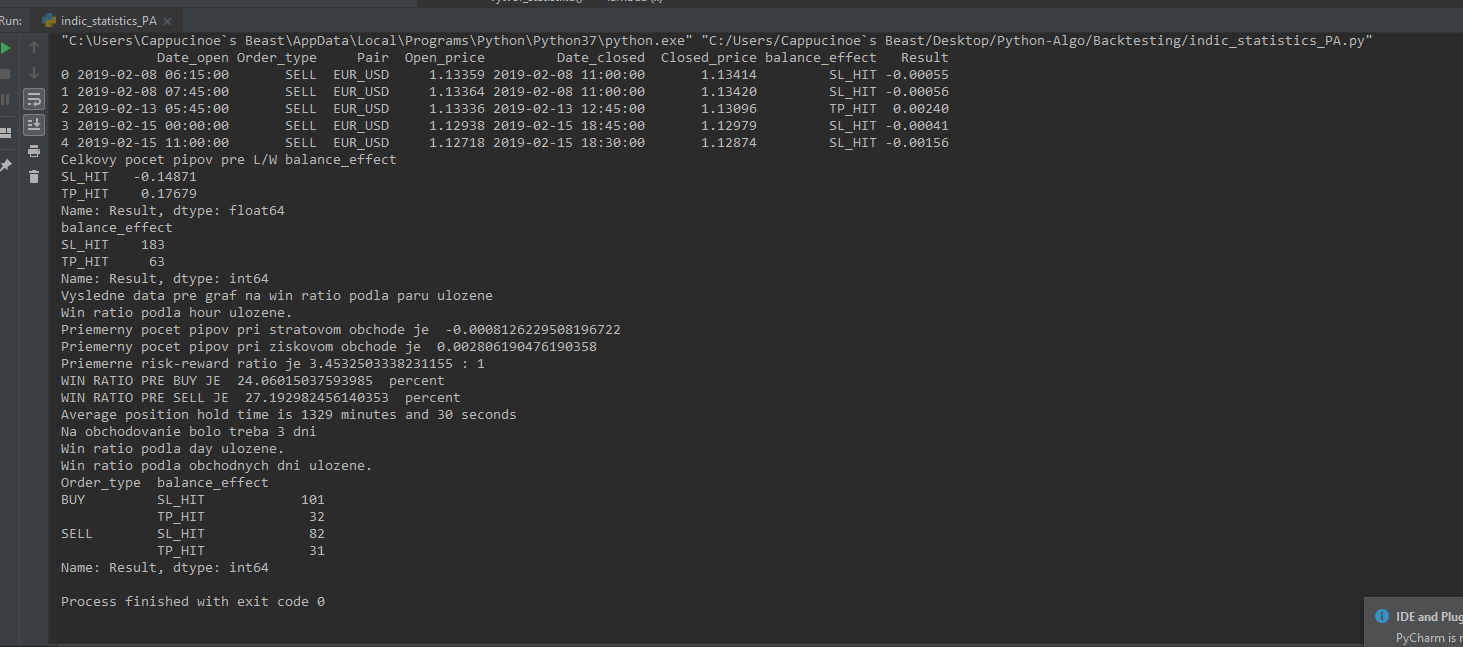 Run: indic_statistics_PA
"C:\Users\Cappucinoe`s Beast\AppData\Local\Programs\Python\Python37\python.exe" "C:/Users/Cappucinoe`s Beast/Desktop/Python-Algo/Backtesting/indic_statistics_PA.py"
Date_open Order_type Pair Open_price Date_closed Closed_price balance_effect Result
0 2019-02-08 06:15:00 SELL EUR_USD 1.13359 2019-02-08 11:00:00 1.13414 SL_HIT -0.00055
1 2019-02-08 07:45:00 SELL EUR_USD 1.13364 2019-02-08 11:00:00 1.13420 SL_HIT -0.00056
2 2019-02-13 05:45:00 SELL EUR_USD 1.13336 2019-02-13 12:45:00 1.13096 TP_HIT 0.00240
3 2019-02-15 00:00:00 SELL EUR_USD 1.12938 2019-02-15 18:45:00 1.12979 SL_HIT -0.00041
4 2019-02-15 11:00:00 SELL EUR_USD 1.12718 2019-02-15 18:30:00 1.12874 SL_HIT -0.00156
Celkovy pocet pipov pre L/W balance_effect
SL_HIT -0.14871
TP_HIT 0.17679
Name: Result, dtype: float64
balance_effect
SL_HIT 183
TP_HIT 63
Name: Result, dtype: int64
Vysledne data pre graf na win ratio podla paru ulozene
Win ratio podla hour ulozene.
Priemerny pocet pipov pri stratovom obchode je -0.0008126229508196722
Priemerny pocet pipov pri ziskovom obchode je 0.002806190476190358
Priemerne risk-reward ratio je 3.4532503338231155 : 1
WIN RATIO PRE BUY JE 24.06015037593985 percent
WIN RATIO PRE SELL JE 27.192982456140353 percent
Average position hold time is 1329 minutes and 30 seconds
Na obchodovanie bolo treba 3 dni
Win ratio podla day ulozene.
Win ratio podla obchodnych dni ulozene.
Order_type balance_effect
BUY SL_HIT 101
TP_HIT 32
SELL SL_HIT 82
TP_HIT 31
Name: Result, dtype: int64
Process finished with exit code 0
IDE and Plug
PyCharm is r